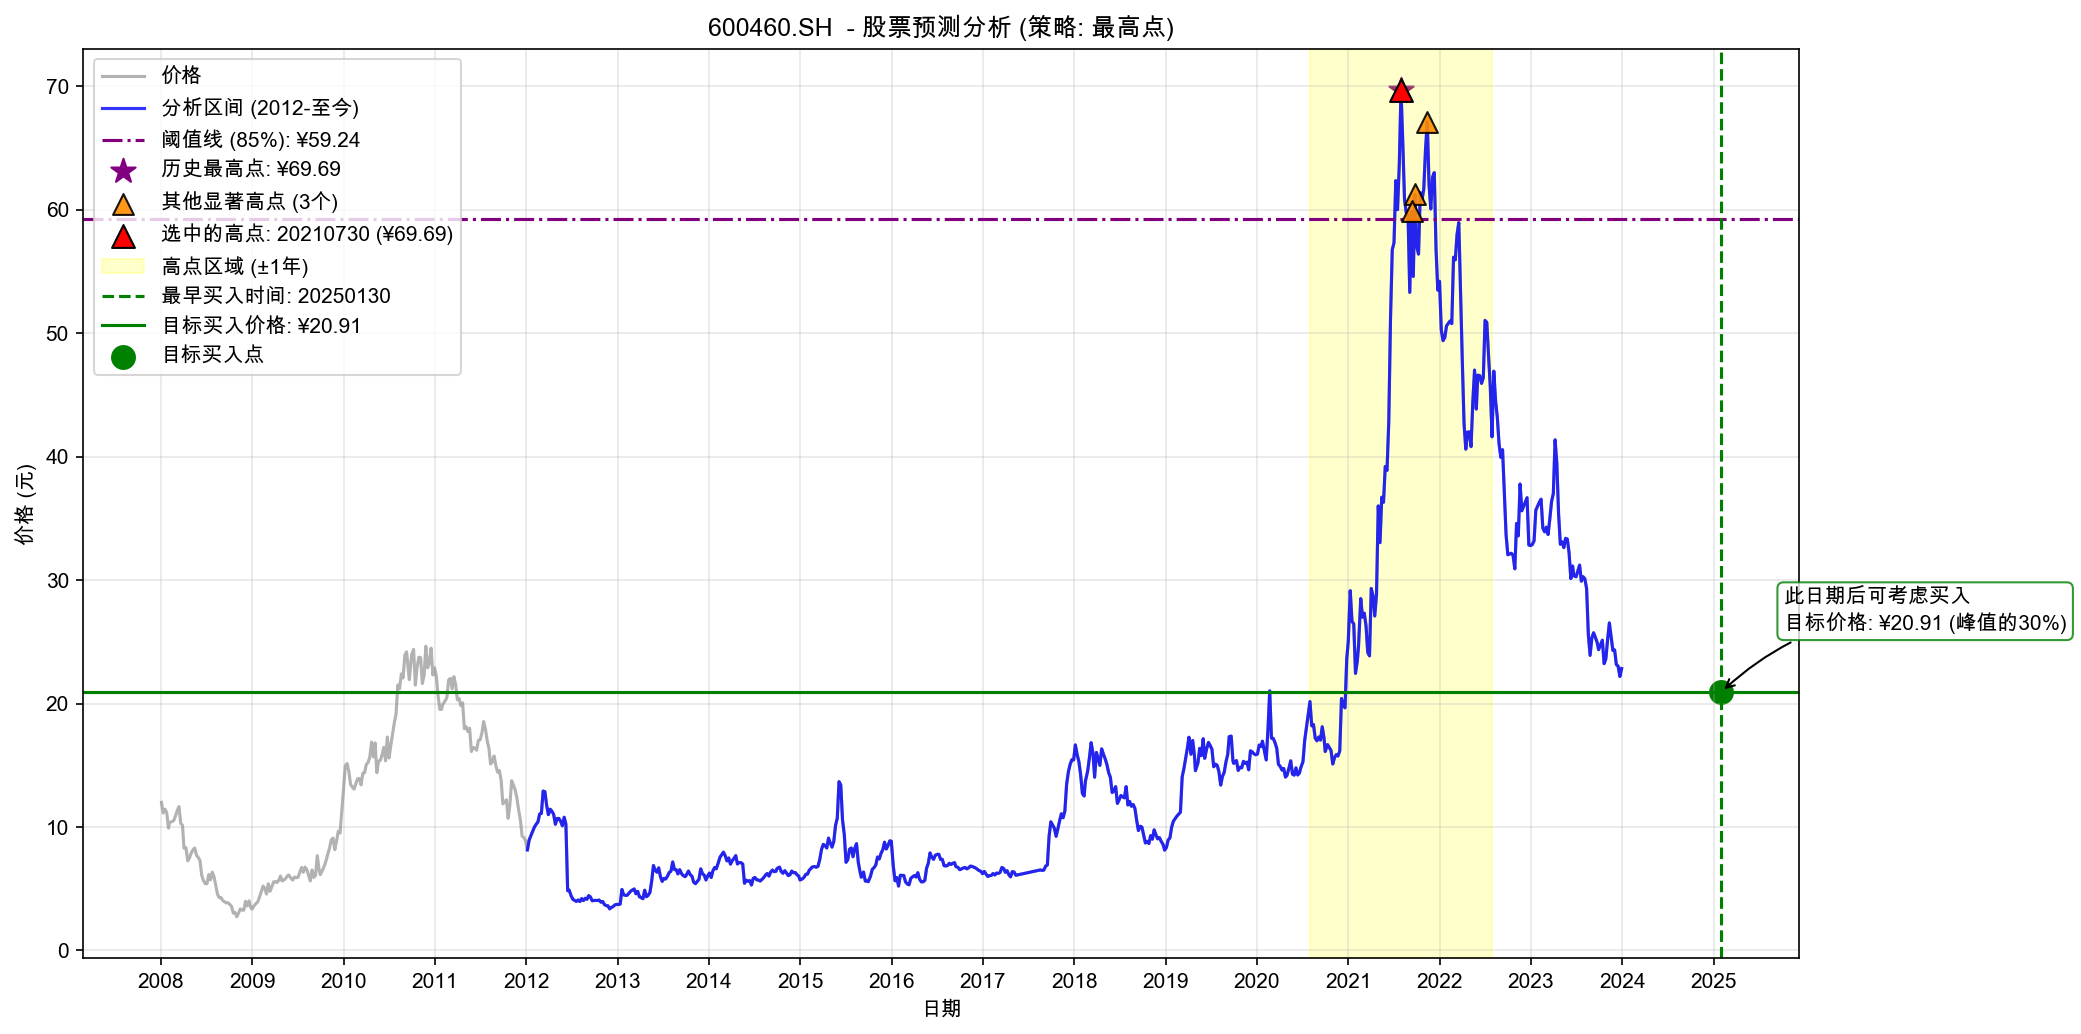 600460.SH - 股票预测分析 (策略: 最高点)
价格
分析区间 (2012-至今)
阈值线 (85%): ¥59.24
历史最高点: ¥69.69
其他显著高点 (3个)
选中的高点: 20210730 (¥69.69)
高点区域 (±1年)
最早买入时间: 20250130
目标买入价格: ¥20.91
目标买入点
价格 (元)
70
60
50
40
30
20
10
0
此日期后可考虑买入
目标价格: ¥20.91 (峰值的30%)
2008 2009 2010 2011 2012 2013 2014 2015 2016 2017 2018 2019 2020 2021 2022 2023 2024 2025
日期